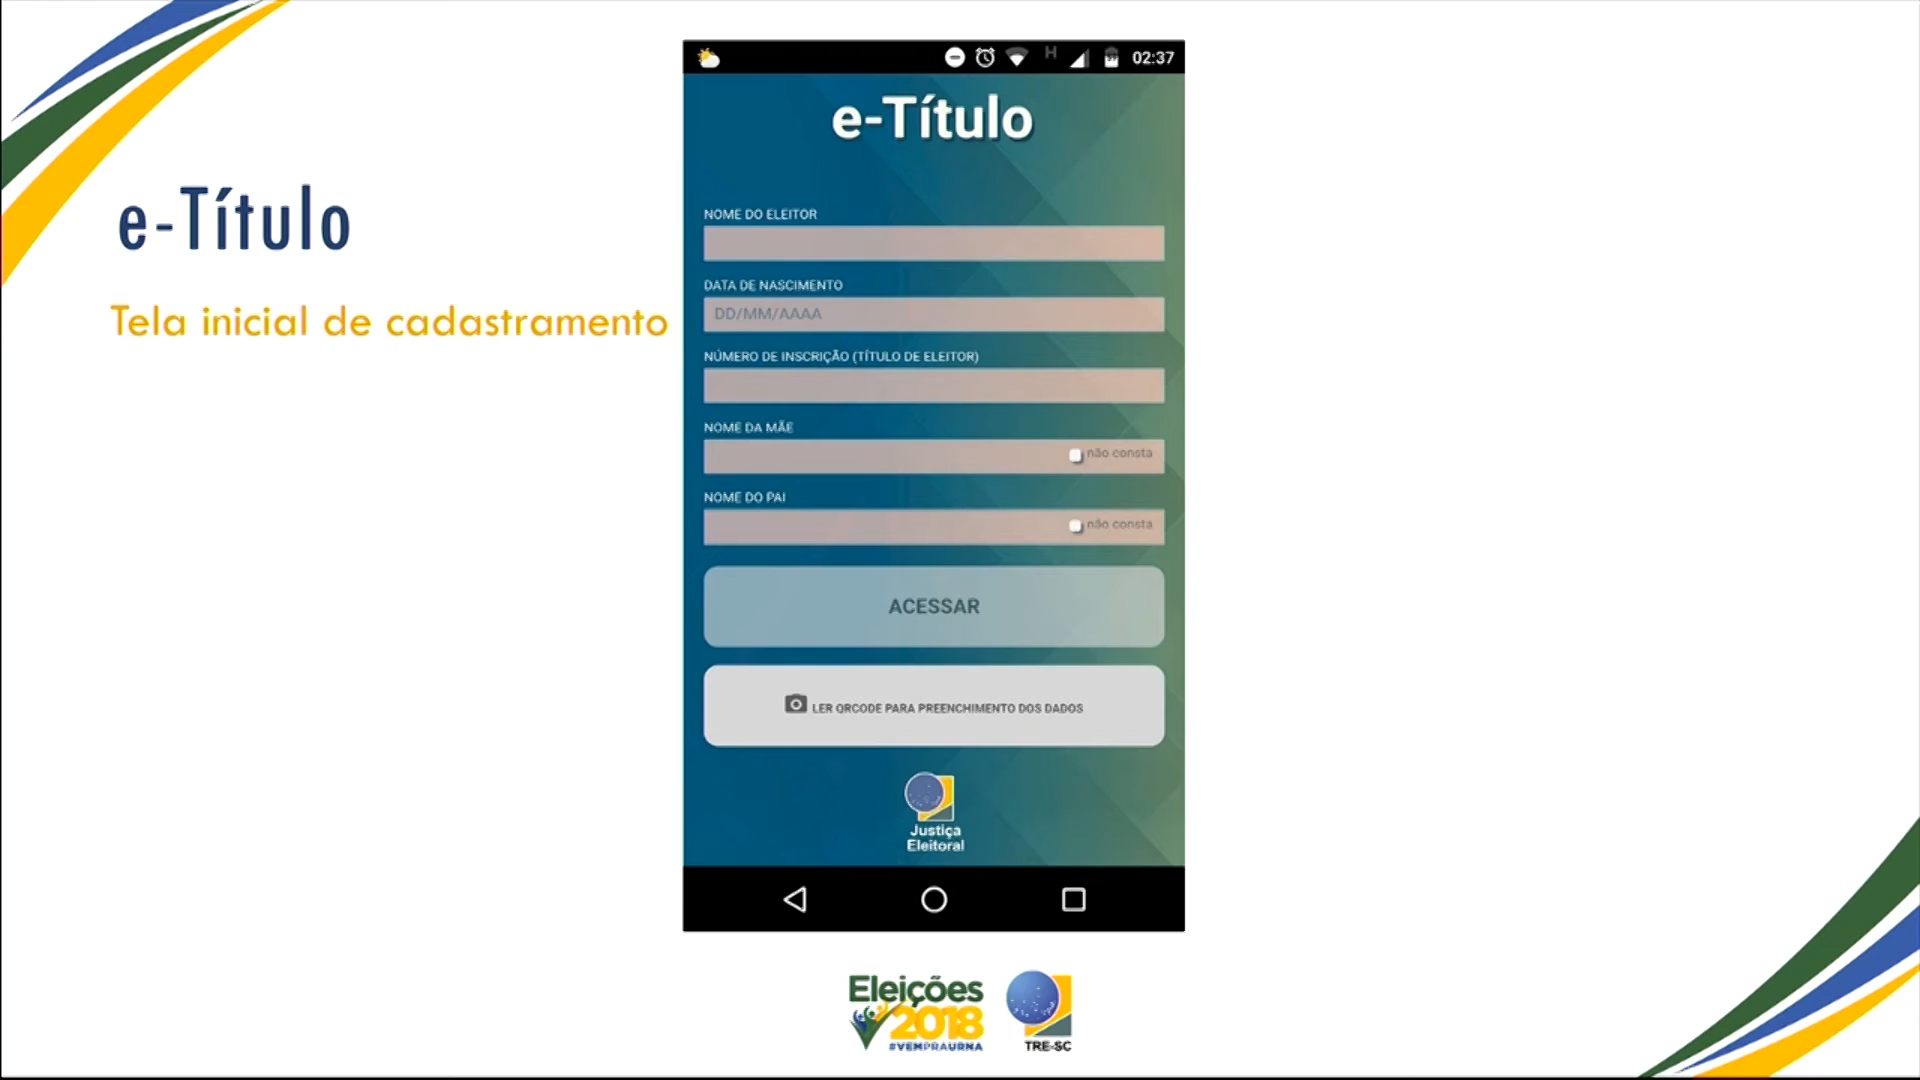 e-Título
Tela inicial de cadastramento
H
02:37
e-Título
NOME DO ELEITOR
DATA DE NASCIMENTO
DD/MM/AAAA
NÚMERO DE INSCRIÇÃO (TÍTULO DE ELEITOR)
NOME DA MÃE
não consta
NOME DO PAI
não consta
ACESSAR
LER QRCODE PARA PREENCHIMENTO DOS DADOS
Justiça
Eleitoral
Eleições
2018
#VEMPRAURNA
TRE-SC